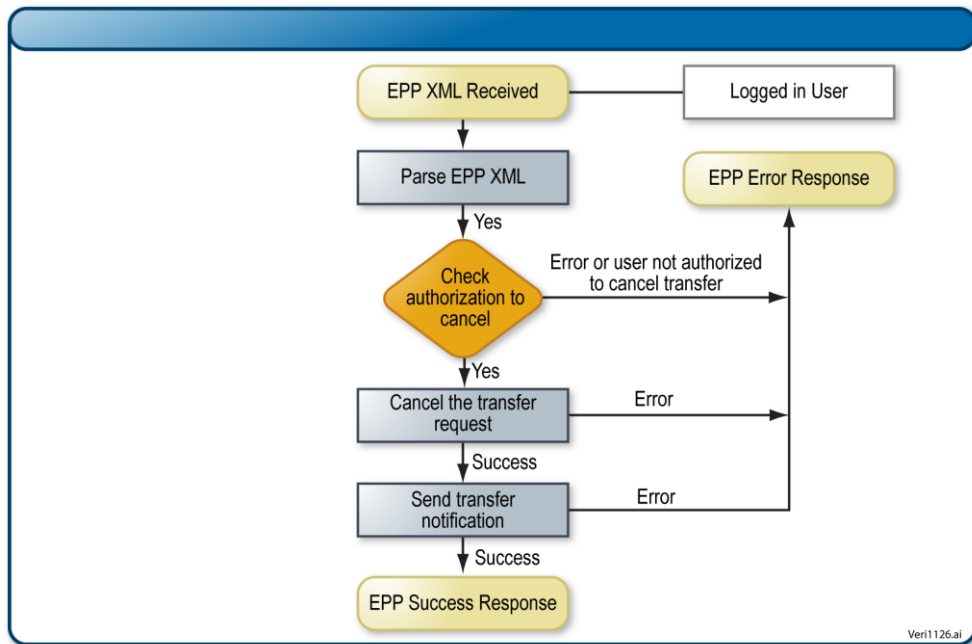 EPP XML Received
Logged in User
Parse EPP XML
EPP Error Response
Yes
Check
authorization to
cancel
Error or user not authorized
to cancel transfer
Yes
Cancel the transfer
request
Error
Success
Send transfer
notification
Error
Success
EPP Success Response
Veri1126.ai